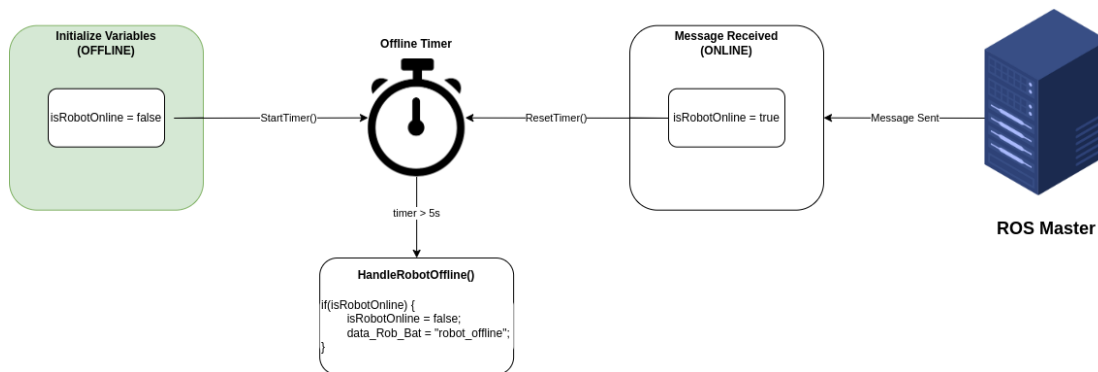 Initialize Variables
(OFFLINE)
isRobotOnline = false
StartTimer()
Offline Timer
timer > 5s
HandleRobotOffline()
if(isRobotOnline) {
isRobotOnline = false;
data_Rob_Bat = "robot_offline";
}
ResetTimer()
Message Received
(ONLINE)
isRobotOnline = true
Message Sent
ROS Master